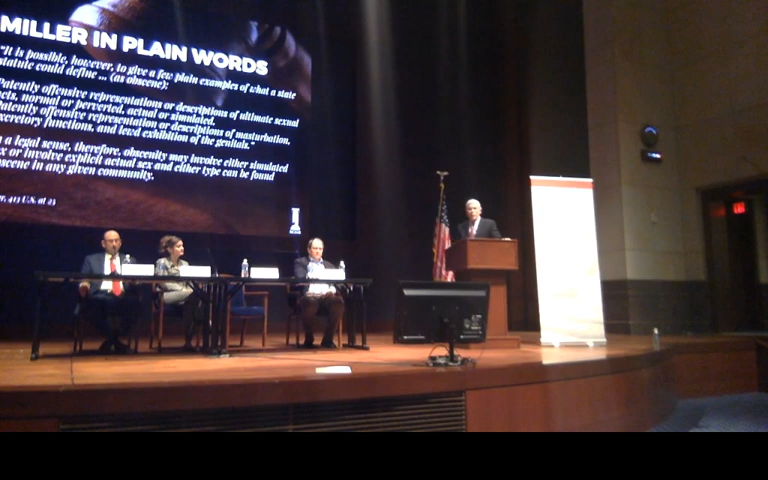 MILLER IN PLAIN WORDS
"It is possible, however, to give a few plain examples of what a state
statute could define ... (as obscene):
Patently offensive representations or descriptions of ultimate sexual
acts, normal or perverted, actual or simulated.
Patently offensive representation or descriptions of masturbation,
excretory functions, and lewd exhibition of the genitals."
a legal sense, therefore, obscenity may involve either simulated
or involve explicit actual sex and either type can be found
obscene in any given community.
413 U.S. at 25
EXIT